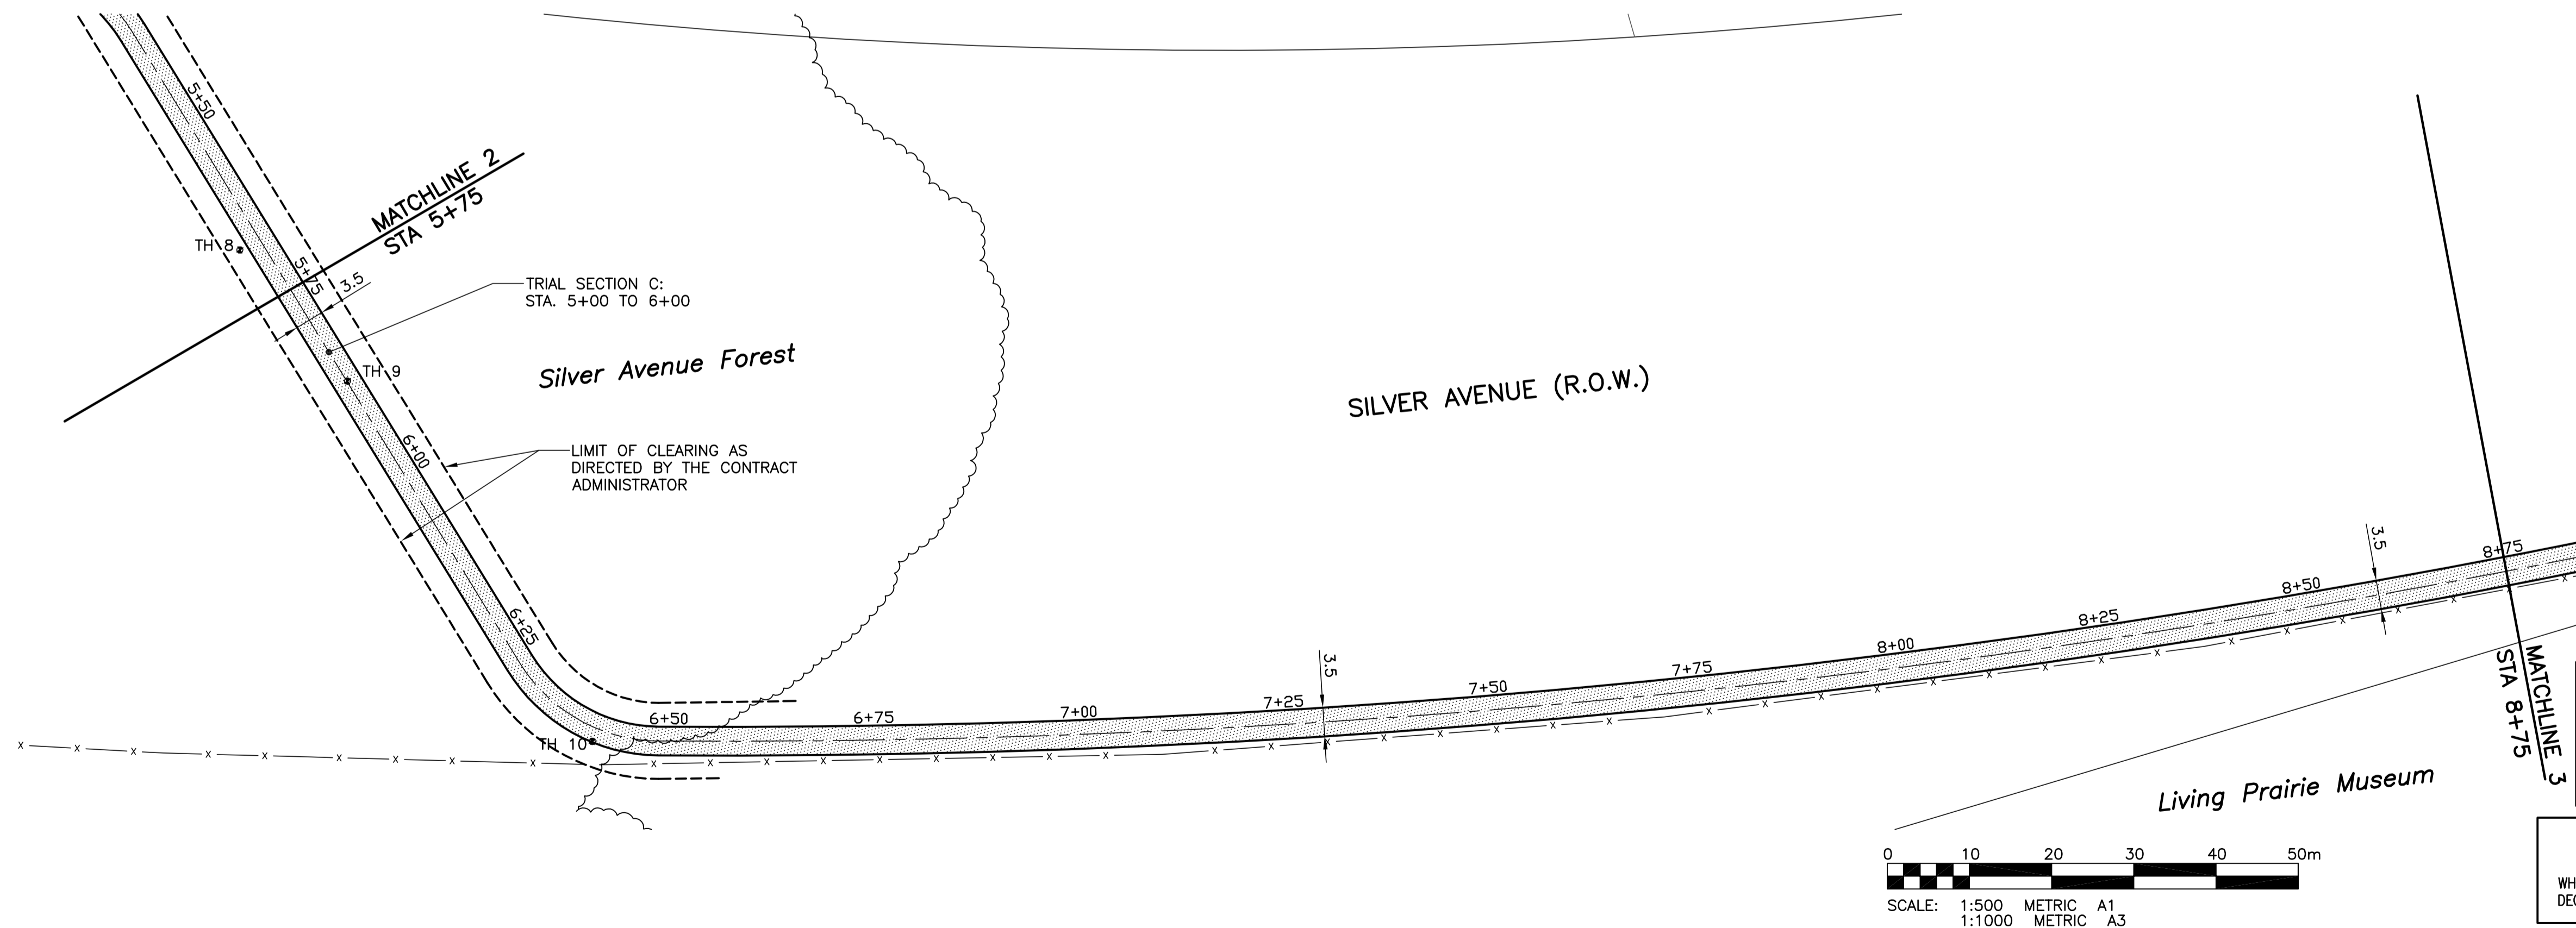 5+50
MATCHLINE 2
STA 5+75
TH 8
5+75
3.5
TRIAL SECTION C:
STA. 5+00 TO 6+00
Silver Avenue Forest
TH 9
SILVER AVENUE (R.O.W.)
6+00
LIMIT OF CLEARING AS
DIRECTED BY THE CONTRACT
ADMINISTRATOR
6+25
TH 10
6+50
6+75
7+00
7+25
3.5
7+50
7+75
8+00
8+25
8+50
3.5
8+75
MATCHLINE 3
STA 8+75
Living Prairie Museum
0 10 20 30 40 50m
SCALE: 1:500 METRIC A1
1:1000 METRIC A3